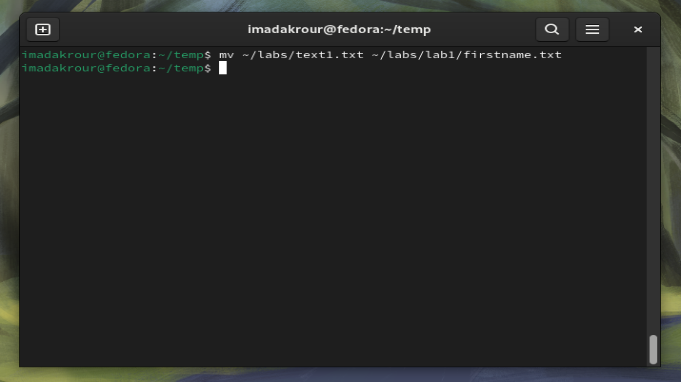 imadakrour@fedora:~/temp
imadakrour@fedora:~/temp$ mv ~/labs/text1.txt ~/labs/lab1/firstname.txt
imadakrour@fedora:~/temp$